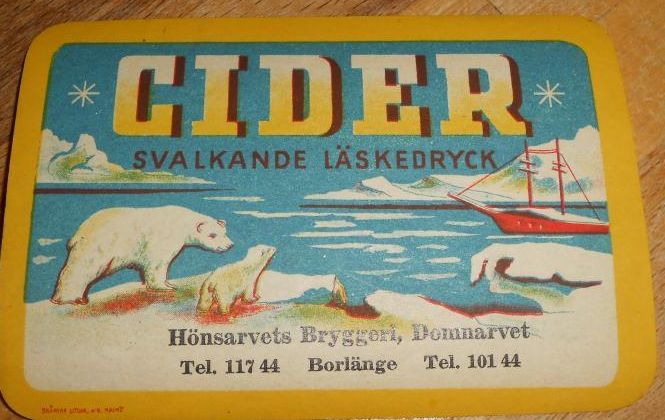 CIDER
SVALKANDE LÄSKEDRYCK
Hönsarvets Bryggeri, Domnarvet
Tel. 117 44 Borlänge Tel. 101 44